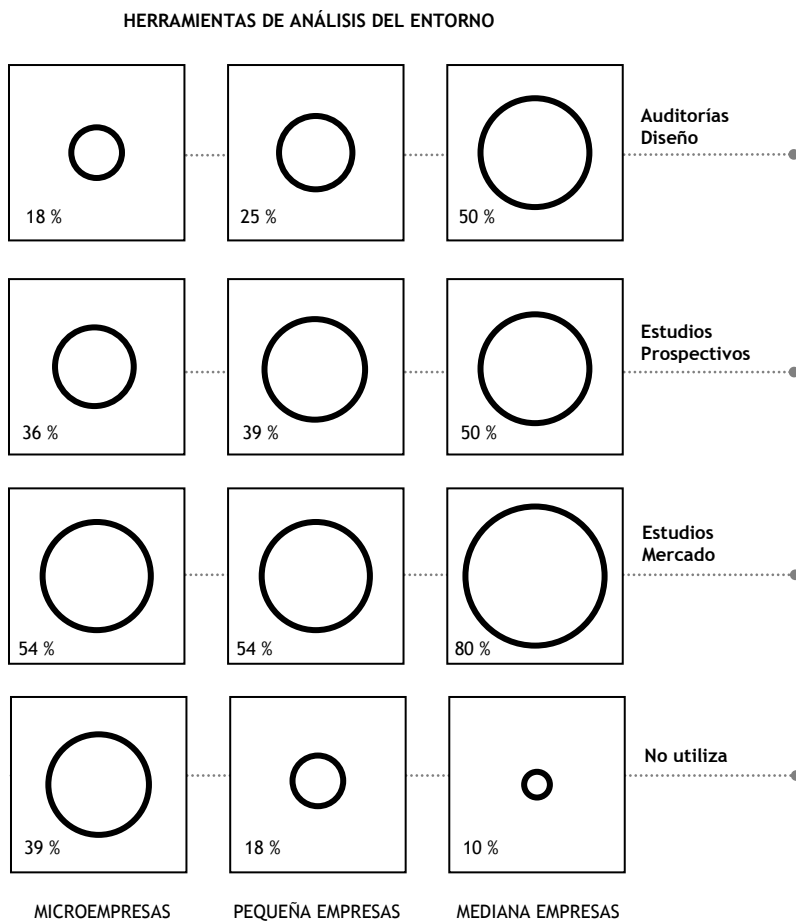 HERRAMIENTAS DE ANÁLISIS DEL ENTORNO
Auditorías
Diseño
18 %
25 %
50 %
Estudios
Prospectivos
36 %
39 %
50 %
Estudios
Mercado
54 %
54 %
80 %
No utiliza
39 %
18 %
10 %
MICROEMPRESAS
PEQUEÑA EMPRESAS
MEDIANA EMPRESAS